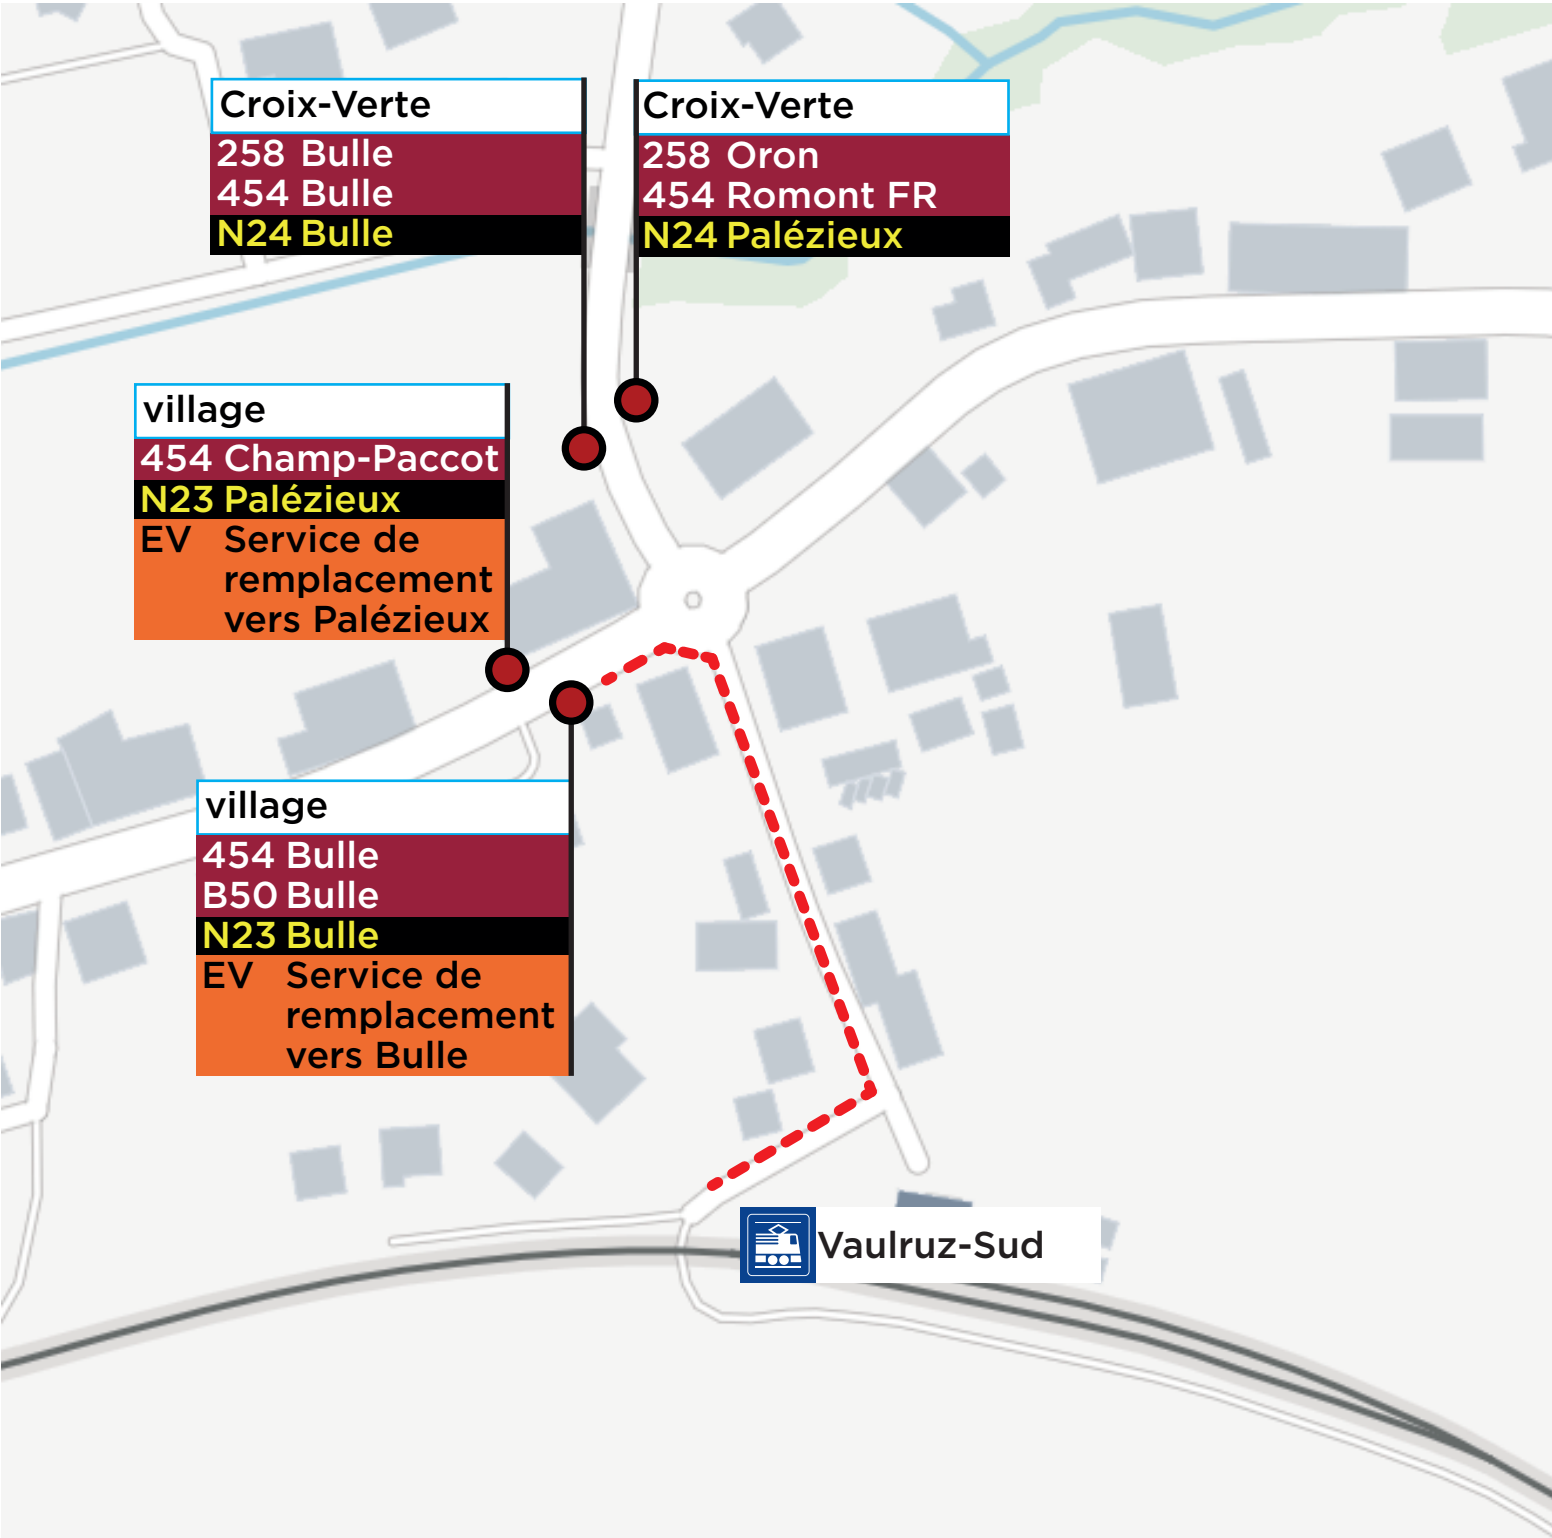 Croix-Verte
258 Bulle
454 Bulle
N24 Bulle
Croix-Verte
258 Oron
454 Romont FR
N24 Palézieux
village
454 Champ-Paccot
N23 Palézieux
EV Service de
remplacement
vers Palézieux
village
454 Bulle
B50 Bulle
N23 Bulle
EV Service de
remplacement
vers Bulle
Vaulruz-Sud